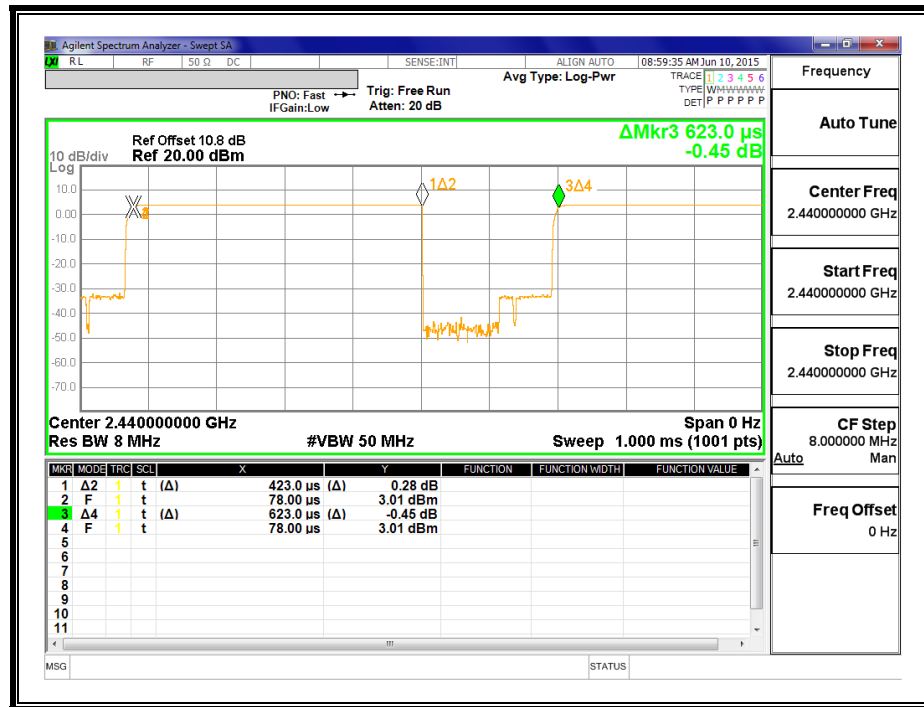 Agilent Spectrum Analyzer - Swept SA
LXI RL RF 50 Ω DC SENSE:INT ALIGN AUTO 08:59:35 AM Jun 10, 2015
PNO: Fast Trig: Free Run Avg Type: Log-Pwr TRACE 1 2 3 4 5 6
IFGain:Low Atten: 20 dB TYPE WMWWWWW
DET P P P P P P
Frequency
Auto Tune
Center Freq
2.440000000 GHz
Start Freq
2.440000000 GHz
Stop Freq
2.440000000 GHz
CF Step
8.000000 MHz
Auto Man
Freq Offset
0 Hz
ΔMkr3 623.0 µs
-0.45 dB
Ref Offset 10.8 dB
10 dB/div Ref 20.00 dBm
Log
10.0
0.00
-10.0
-20.0
-30.0
-40.0
-50.0
-60.0
-70.0
1Δ2
3Δ4
Center 2.440000000 GHz Span 0 Hz
Res BW 8 MHz #VBW 50 MHz Sweep 1.000 ms (1001 pts)
MKR MODE TRC SCL X Y FUNCTION FUNCTION WIDTH FUNCTION VALUE
1 Δ2 1 t (Δ) 423.0 µs (Δ) 0.28 dB
2 F 1 t 78.00 µs 3.01 dBm
3 Δ4 1 t (Δ) 623.0 µs (Δ) -0.45 dB
4 F 1 t 78.00 µs 3.01 dBm
5
6
7
8
9
10
11
MSG STATUS